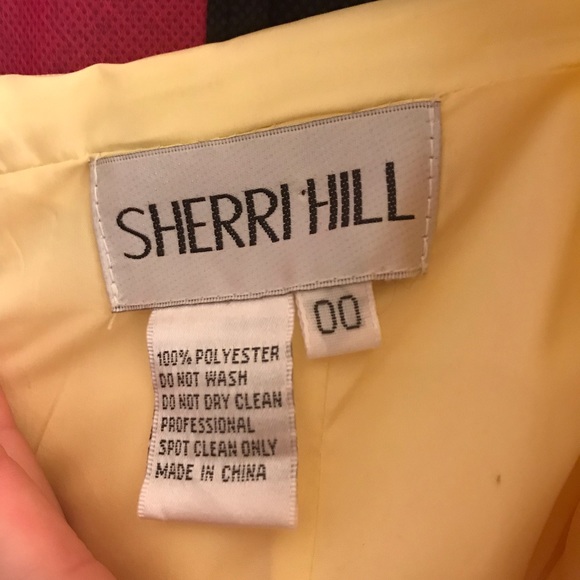 SHERRI HILL
00
100% POLYESTER
DO NOT WASH
DO NOT DRY CLEAN
PROFESSIONAL
SPOT CLEAN ONLY
MADE IN CHINA